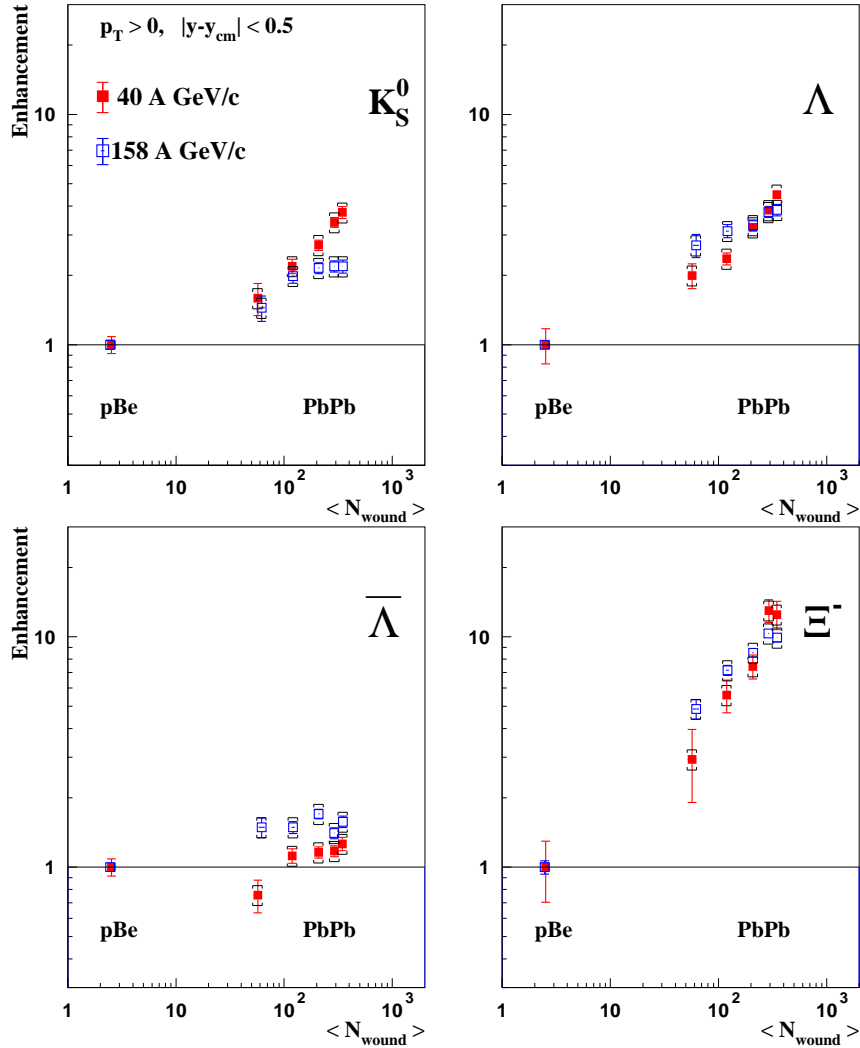 p_T > 0, |y-y_cm| < 0.5
Enhancement
40 A GeV/c
158 A GeV/c
K_S^0
10
1
pBe
PbPb
1 10 10^2 10^3
< N_wound >
Λ
10
1
pBe
PbPb
1 10 10^2 10^3
< N_wound >
Enhancement
Λ̅
10
1
pBe
PbPb
1 10 10^2 10^3
< N_wound >
Ξ^-
10
1
pBe
PbPb
1 10 10^2 10^3
< N_wound >